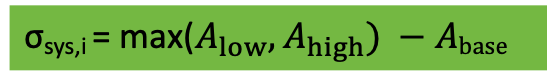 σsys,i = max(Alow, Ahigh) − Abase